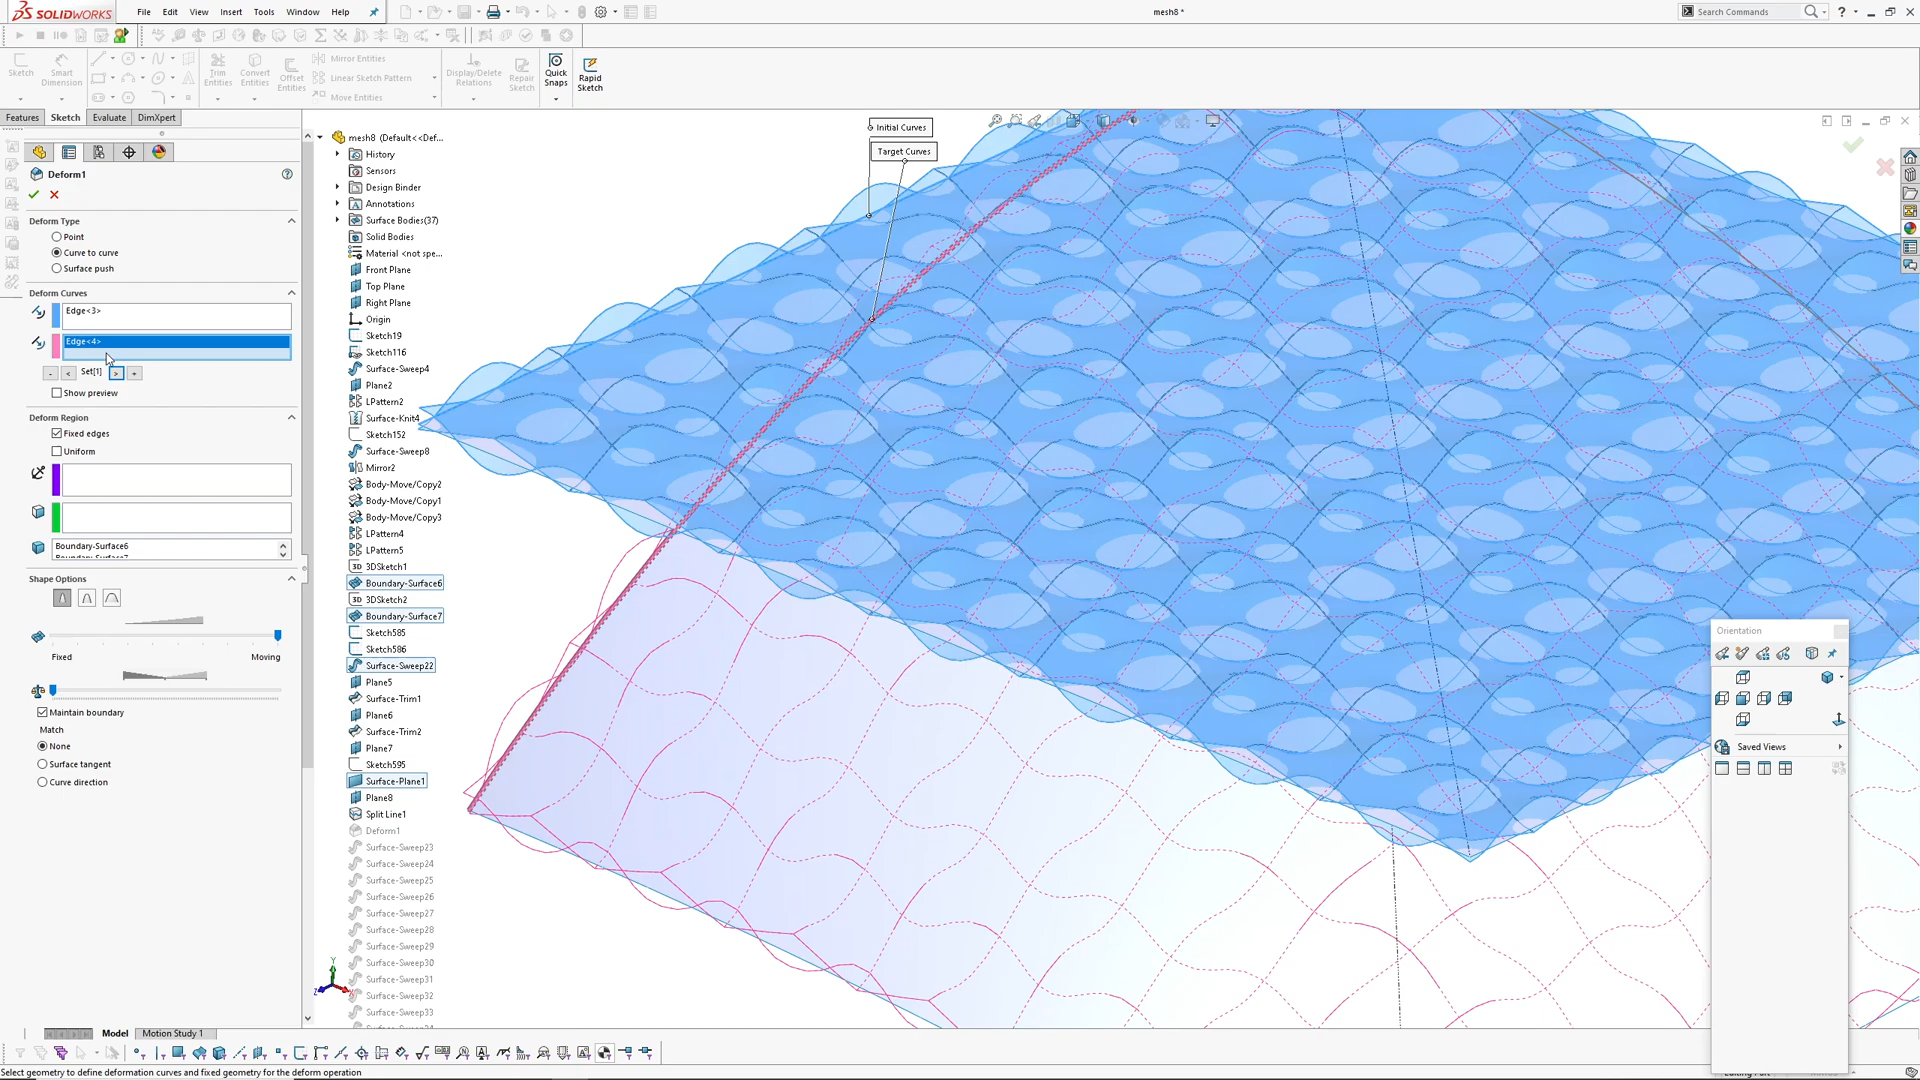 SOLIDWORKS
File
Edit
View
Insert
Tools
Window
Help
mesh8 *
Search Commands
Sketch
Smart Dimension
Trim Entities
Convert Entities
Offset Entities
Mirror Entities
Linear Sketch Pattern
Move Entities
Display/Delete Relations
Repair Sketch
Quick Snaps
Rapid Sketch
Features
Sketch
Evaluate
DimXpert
Deform1
Deform Type
Point
Curve to curve
Surface push
Deform Curves
Edge<3>
Edge<4>
- < Set[1] > +
Show preview
Deform Region
Fixed edges
Uniform
Boundary-Surface6
Boundary-Surface7
Shape Options
Fixed
Moving
Maintain boundary
Match
None
Surface tangent
Curve direction
mesh8 (Default<<Def...
History
Sensors
Design Binder
Annotations
Surface Bodies(37)
Solid Bodies
Material <not spe...
Front Plane
Top Plane
Right Plane
Origin
Sketch19
Sketch116
Surface-Sweep4
Plane2
LPattern2
Surface-Knit4
Sketch152
Surface-Sweep8
Mirror2
Body-Move/Copy2
Body-Move/Copy1
Body-Move/Copy3
LPattern4
LPattern5
3D 3DSketch1
Boundary-Surface6
3D 3DSketch2
Boundary-Surface7
Sketch585
Sketch586
Surface-Sweep22
Plane5
Surface-Trim1
Plane6
Surface-Trim2
Plane7
Sketch595
Surface-Plane1
Plane8
Split Line1
Deform1
Surface-Sweep23
Surface-Sweep24
Surface-Sweep25
Surface-Sweep26
Surface-Sweep27
Surface-Sweep28
Surface-Sweep29
Surface-Sweep30
Surface-Sweep31
Surface-Sweep32
Surface-Sweep33
Initial Curves
Target Curves
Orientation
Saved Views
Model
Motion Study 1
Select geometry to define deformation curves and fixed geometry for the deform operation
Editing Part